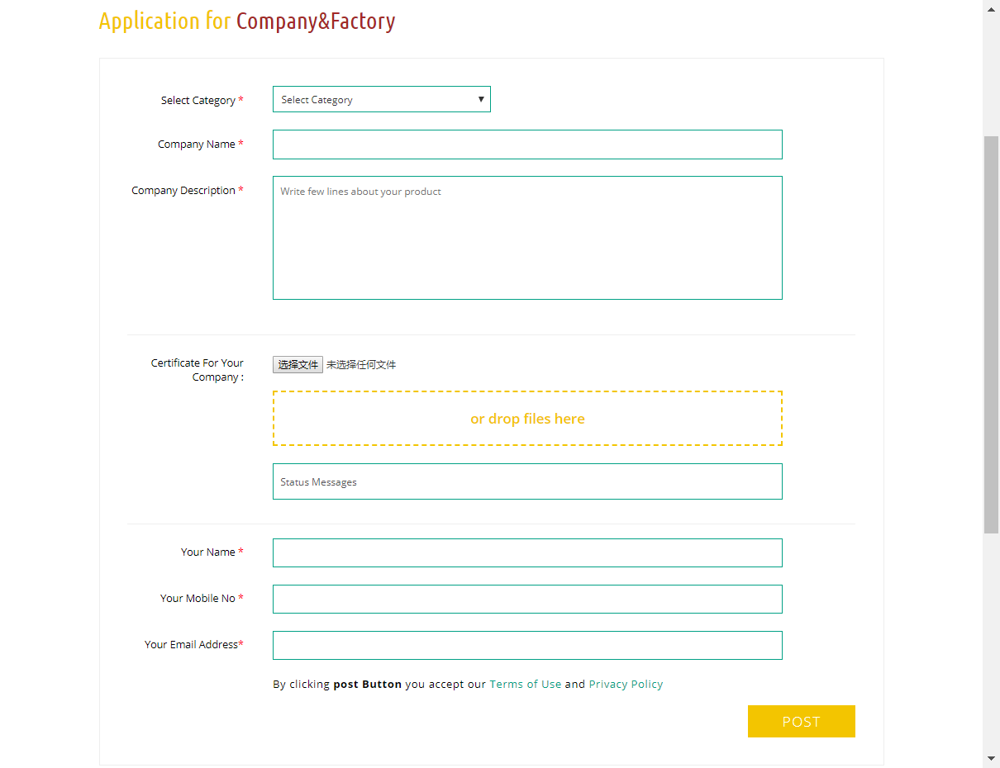 Application for Company&Factory
Select Category *
Select Category
Company Name *
Company Description *
Write few lines about your product
Certificate For Your
Company :
选择文件 未选择任何文件
or drop files here
Status Messages
Your Name *
Your Mobile No *
Your Email Address*
By clicking post Button you accept our Terms of Use and Privacy Policy
POST